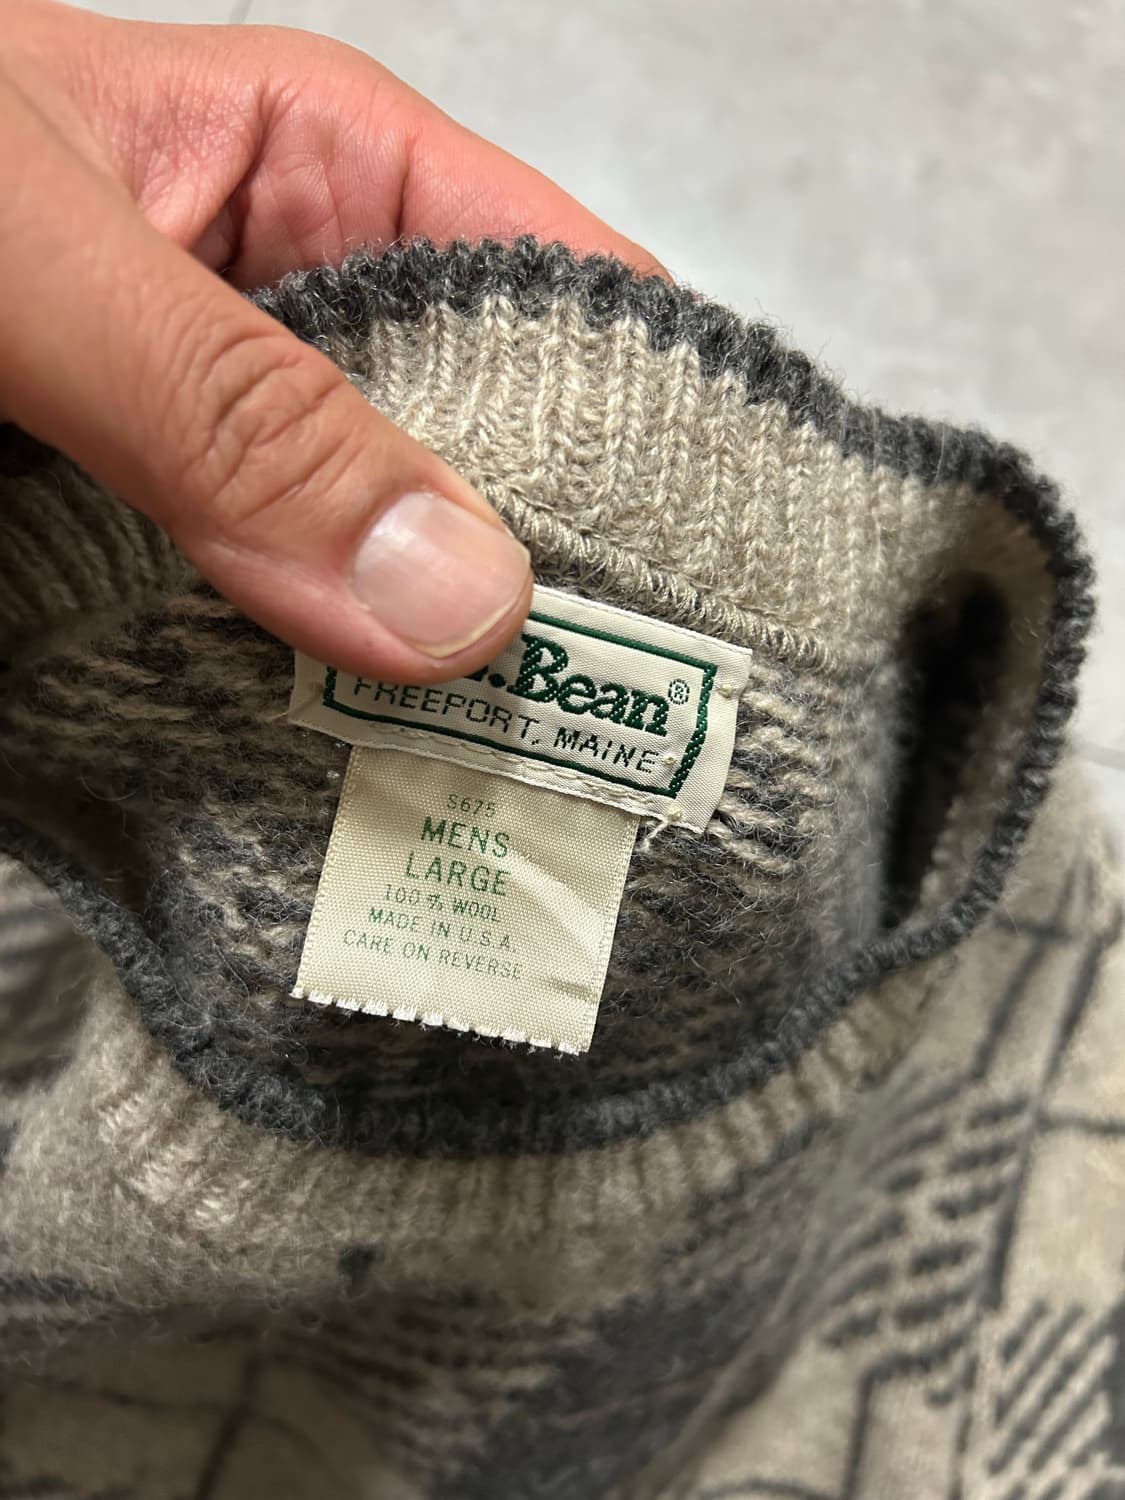 .Bean®
FREEPORT, MAINE
S675
MENS
LARGE
100% WOOL
MADE IN U.S.A.
CARE ON REVERSE